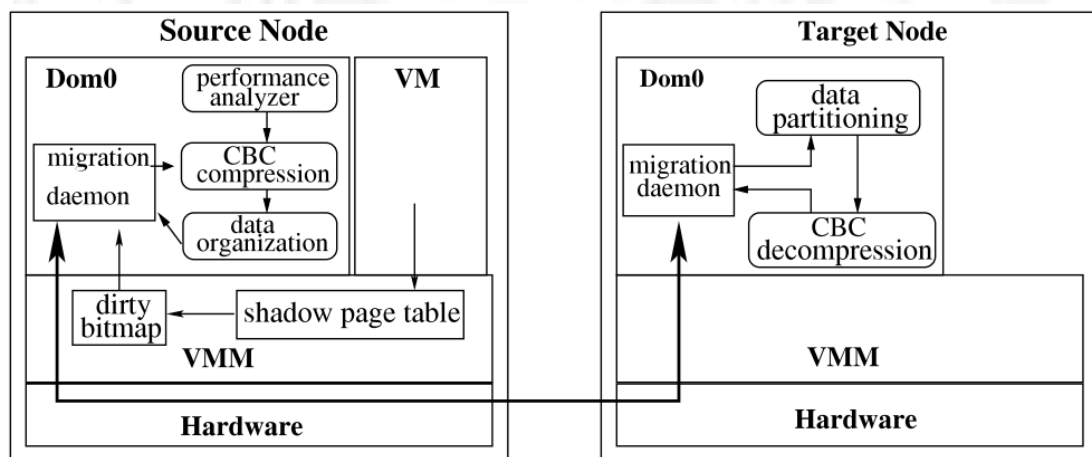 Source Node
Dom0
performance
analyzer
VM
migration
daemon
CBC
compression
data
organization
dirty
bitmap
shadow page table
VMM
Hardware
Target Node
Dom0
data
partitioning
migration
daemon
CBC
decompression
VMM
Hardware